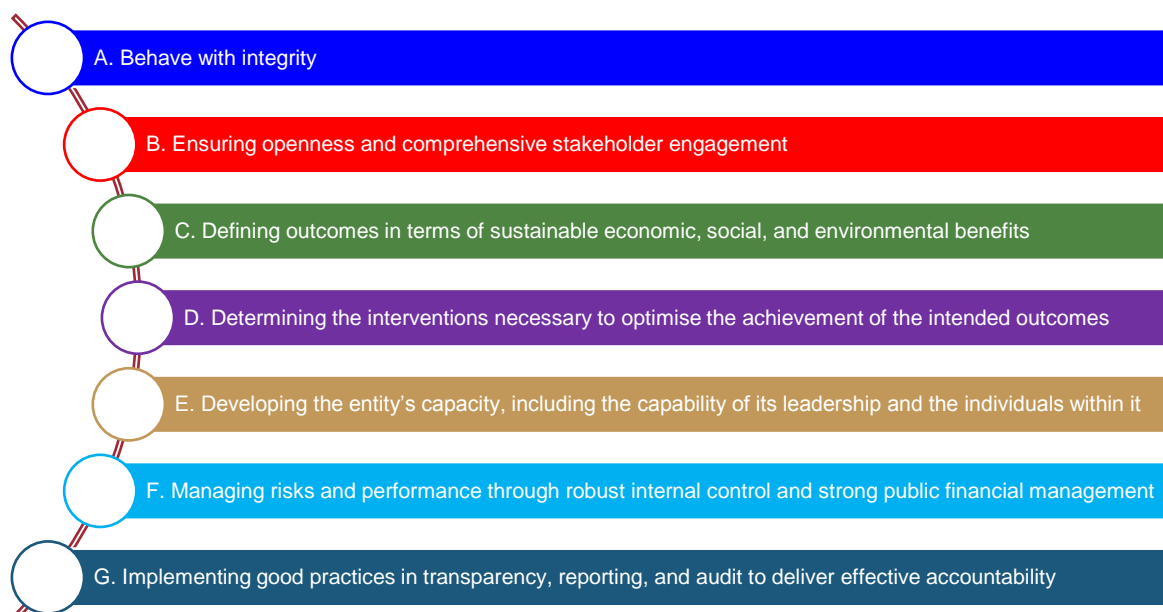 A. Behave with integrity
B. Ensuring openness and comprehensive stakeholder engagement
C. Defining outcomes in terms of sustainable economic, social, and environmental benefits
D. Determining the interventions necessary to optimise the achievement of the intended outcomes
E. Developing the entity’s capacity, including the capability of its leadership and the individuals within it
F. Managing risks and performance through robust internal control and strong public financial management
G. Implementing good practices in transparency, reporting, and audit to deliver effective accountability